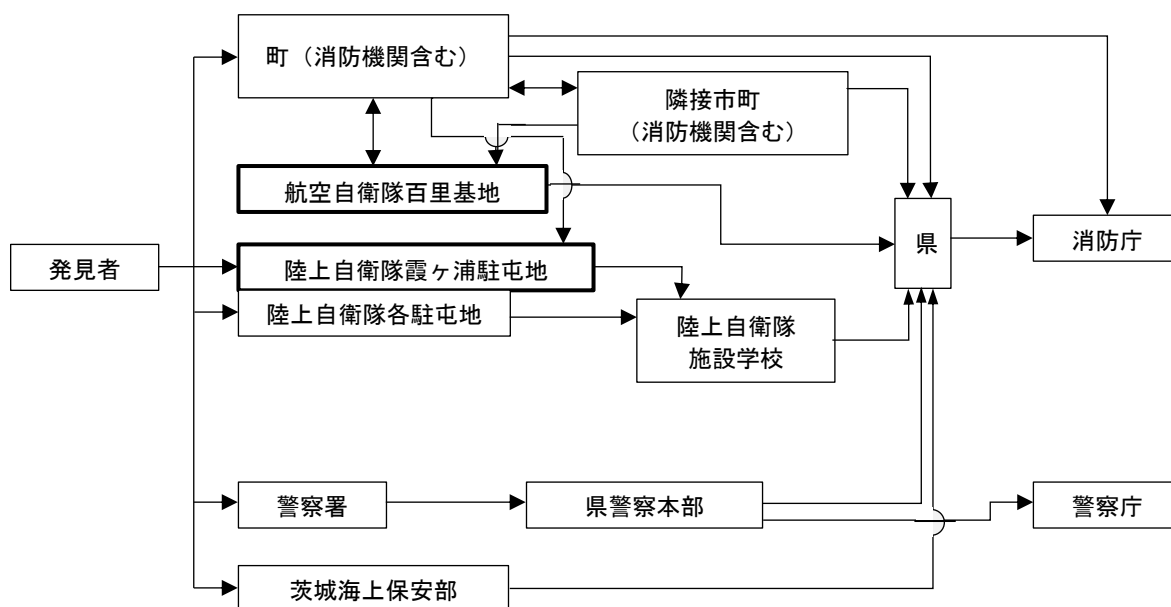 町（消防機関含む）
隣接市町
（消防機関含む）
航空自衛隊百里基地
県
消防庁
発見者
陸上自衛隊霞ヶ浦駐屯地
陸上自衛隊各駐屯地
陸上自衛隊
施設学校
警察署
県警察本部
警察庁
茨城海上保安部